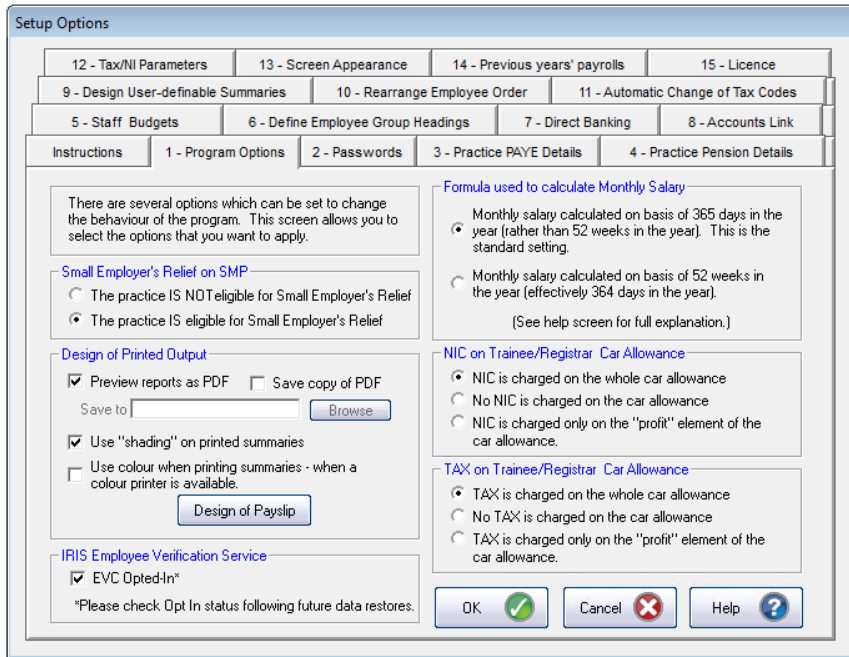 Setup Options
12 - Tax/NI Parameters
13 - Screen Appearance
14 - Previous years' payrolls
15 - Licence
9 - Design User-definable Summaries
10 - Rearrange Employee Order
11 - Automatic Change of Tax Codes
5 - Staff Budgets
6 - Define Employee Group Headings
7 - Direct Banking
8 - Accounts Link
Instructions
1 - Program Options
2 - Passwords
3 - Practice PAYE Details
4 - Practice Pension Details
There are several options which can be set to change
the behaviour of the program. This screen allows you to
select the options that you want to apply.
Small Employer's Relief on SMP
The practice IS NOT eligible for Small Employer's Relief
The practice IS eligible for Small Employer's Relief
Design of Printed Output
Preview reports as PDF
Save copy of PDF
Save to
Browse
Use "shading" on printed summaries
Use colour when printing summaries - when a
colour printer is available.
Design of Payslip
IRIS Employee Verification Service
EVC Opted-In*
*Please check Opt In status following future data restores.
Formula used to calculate Monthly Salary
Monthly salary calculated on basis of 365 days in the
year (rather than 52 weeks in the year). This is the
standard setting.
Monthly salary calculated on basis of 52 weeks in
the year (effectively 364 days in the year).
(See help screen for full explanation.)
NIC on Trainee/Registrar Car Allowance
NIC is charged on the whole car allowance
No NIC is charged on the car allowance
NIC is charged only on the "profit" element of the
car allowance.
TAX on Trainee/Registrar Car Allowance
TAX is charged on the whole car allowance
No TAX is charged on the car allowance
TAX is charged only on the "profit" element of the
car allowance.
OK
Cancel
Help